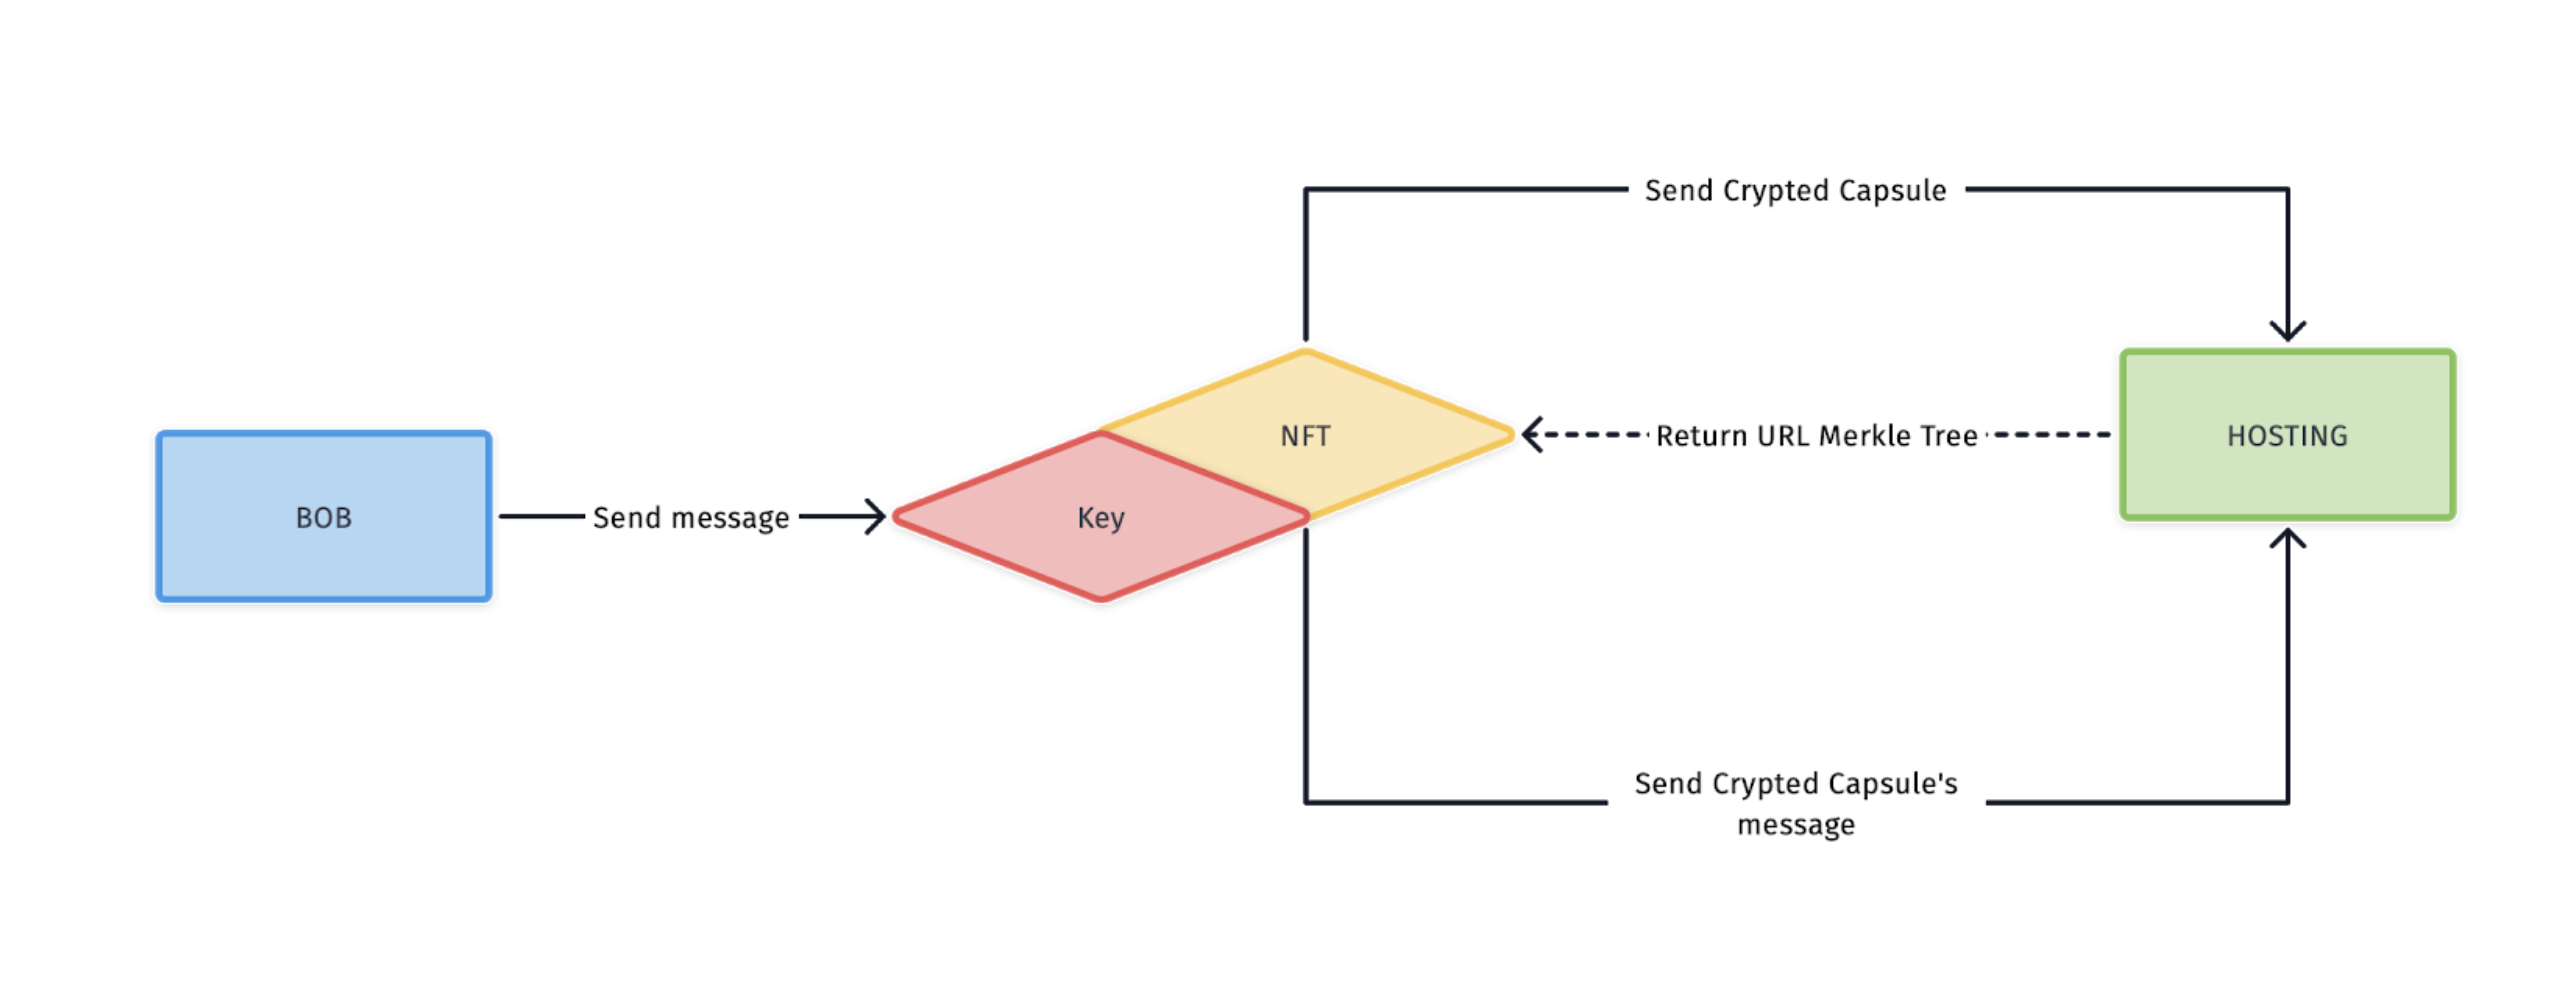 Send Crypted Capsule
NFT
Return URL Merkle Tree
HOSTING
BOB
Send message
Key
Send Crypted Capsule's
message